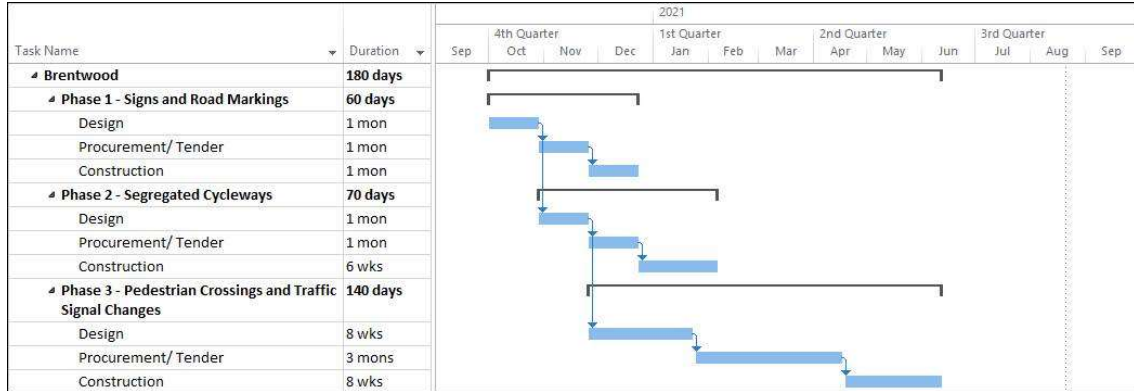 2021
4th Quarter 1st Quarter 2nd Quarter 3rd Quarter
Task Name Duration Sep Oct Nov Dec Jan Feb Mar Apr May Jun Jul Aug Sep
Brentwood 180 days
Phase 1 - Signs and Road Markings 60 days
Design 1 mon
Procurement/ Tender 1 mon
Construction 1 mon
Phase 2 - Segregated Cycleways 70 days
Design 1 mon
Procurement/ Tender 1 mon
Construction 6 wks
Phase 3 - Pedestrian Crossings and Traffic 140 days
Signal Changes
Design 8 wks
Procurement/ Tender 3 mons
Construction 8 wks